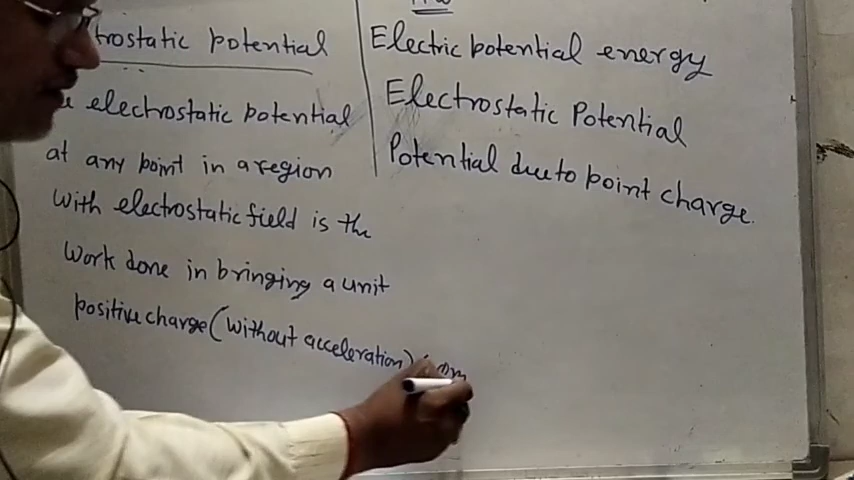 trostatic potential
electrostatic potential
at any point in a region
with electrostatic field is the
work done in bringing a unit
positive charge (without acceleration)
Electric potential energy
Electrostatic Potential
Potential due to point charge.